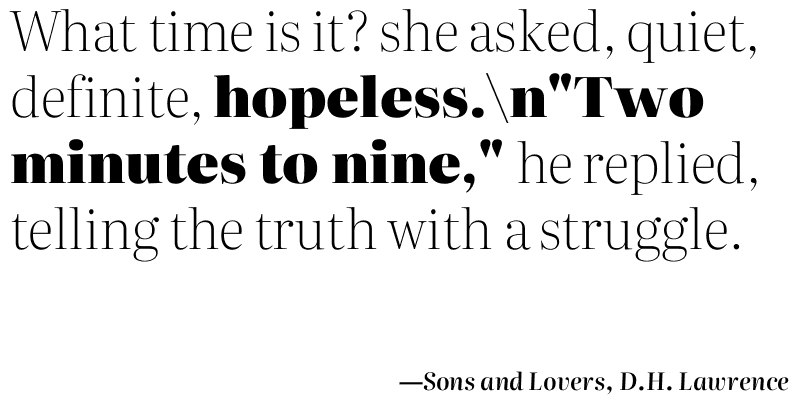 What time is it? she asked, quiet,
definite, hopeless.\n"Two
minutes to nine," he replied,
telling the truth with a struggle.
—Sons and Lovers, D.H. Lawrence